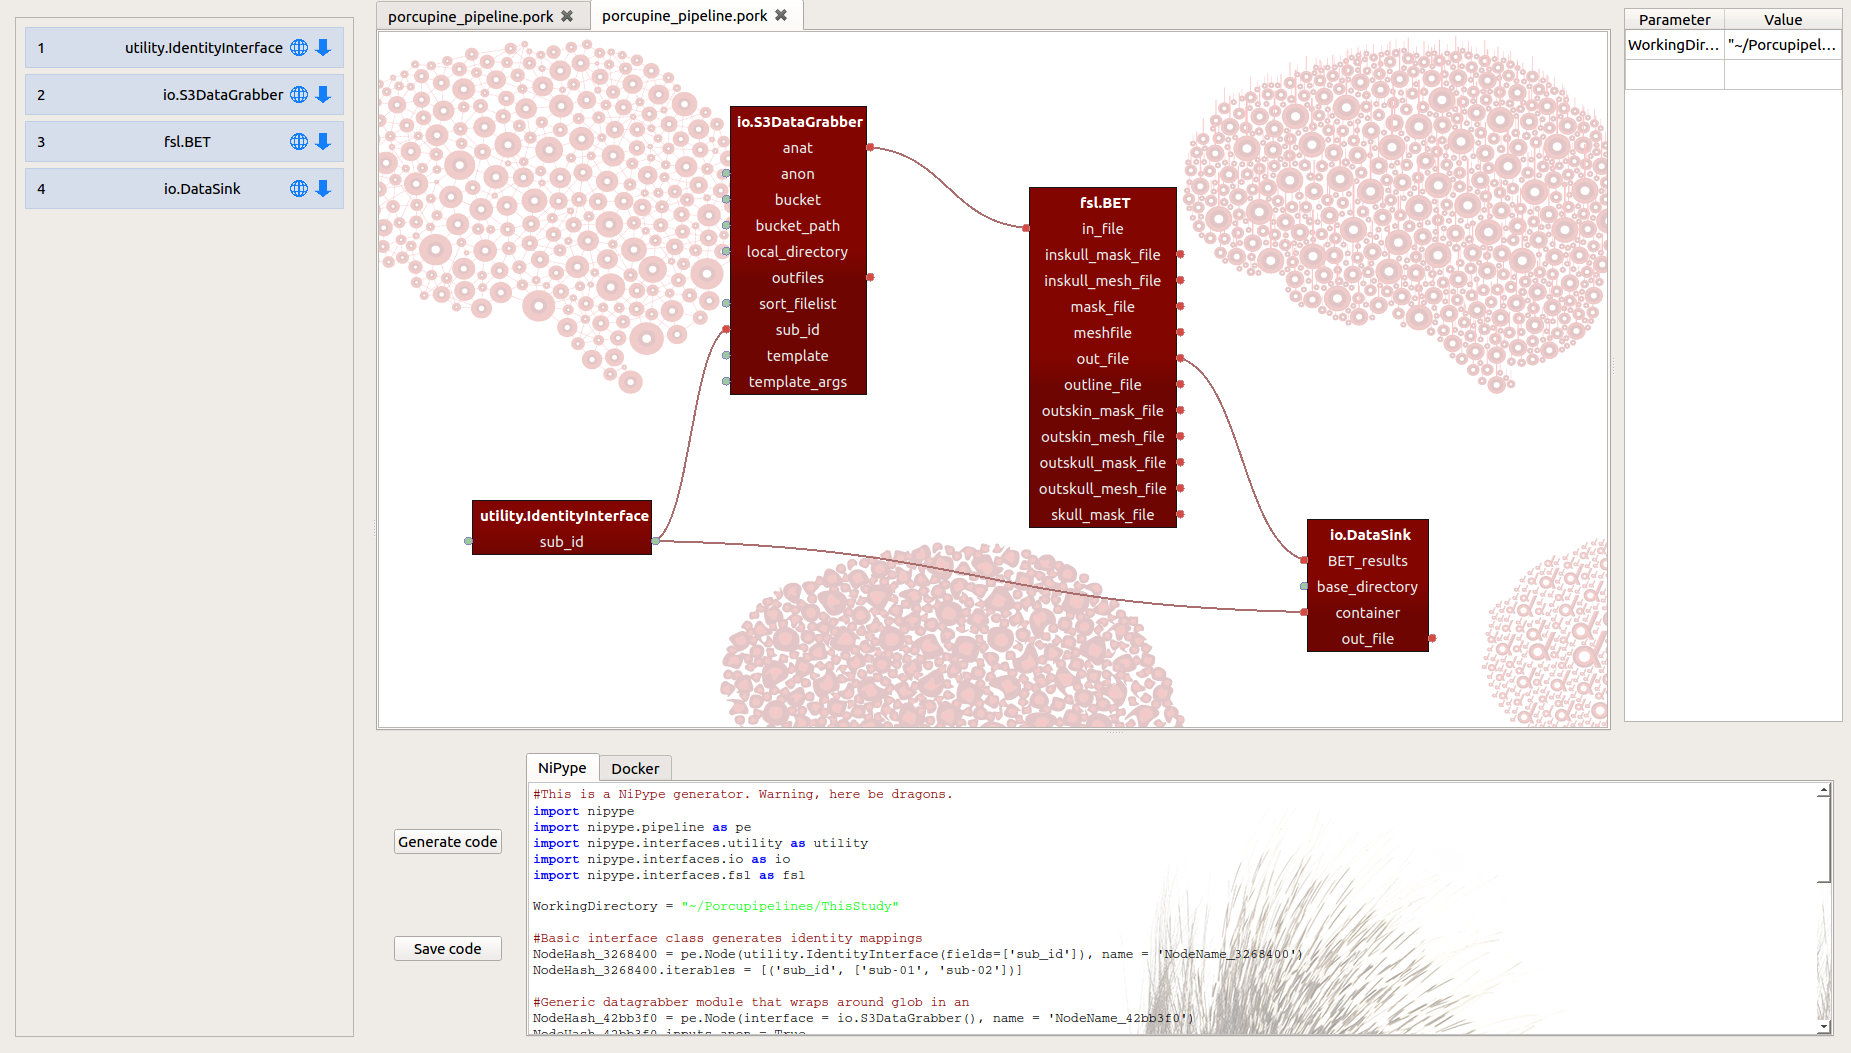 1 utility.IdentityInterface
2 io.S3DataGrabber
3 fsl.BET
4 io.DataSink
porcupine_pipeline.pork
porcupine_pipeline.pork
io.S3DataGrabber
anat
anon
bucket
bucket_path
local_directory
outfiles
sort_filelist
sub_id
template
template_args
fsl.BET
in_file
inskull_mask_file
inskull_mesh_file
mask_file
meshfile
out_file
outline_file
outskin_mask_file
outskin_mesh_file
outskull_mask_file
outskull_mesh_file
skull_mask_file
utility.IdentityInterface
sub_id
io.DataSink
BET_results
base_directory
container
out_file
Parameter Value
WorkingDir... "~/Porcupipel...
Generate code
Save code
NiPype
Docker
#This is a NiPype generator. Warning, here be dragons.
import nipype
import nipype.pipeline as pe
import nipype.interfaces.utility as utility
import nipype.interfaces.io as io
import nipype.interfaces.fsl as fsl
WorkingDirectory = "~/Porcupipelines/ThisStudy"
#Basic interface class generates identity mappings
NodeHash_3268400 = pe.Node(utility.IdentityInterface(fields=['sub_id']), name = 'NodeName_3268400')
NodeHash_3268400.iterables = [('sub_id', ['sub-01', 'sub-02'])]
#Generic datagrabber module that wraps around glob in an
NodeHash_42bb3f0 = pe.Node(interface = io.S3DataGrabber(), name = 'NodeName_42bb3f0')
NodeHash_42bb3f0.inputs.anon = True